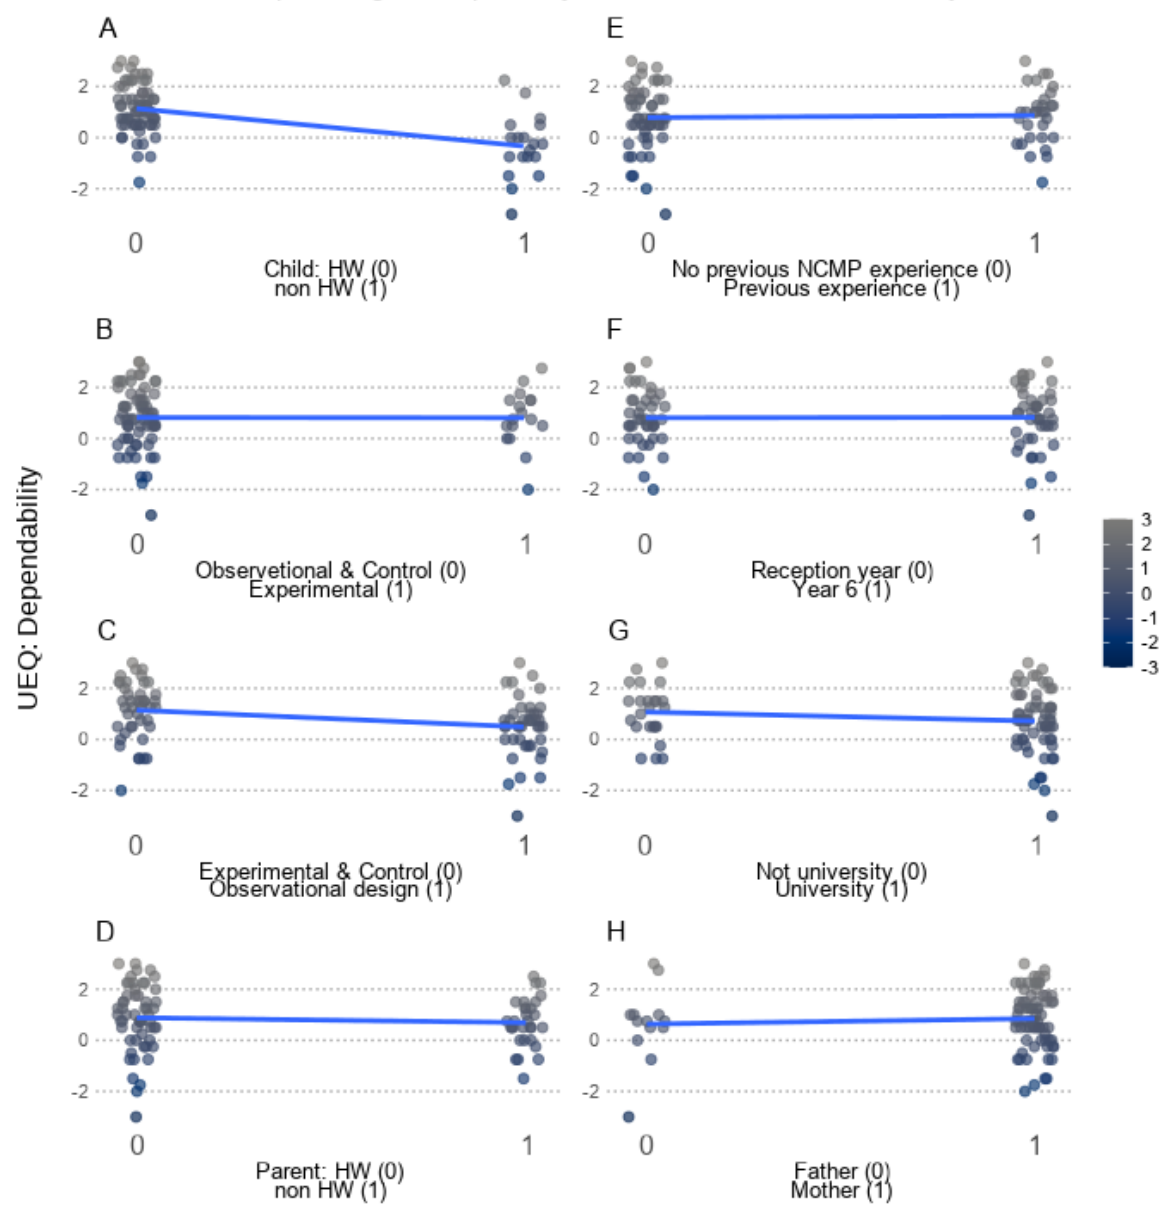 A
2
0
-2
0 1
Child: HW (0)
non HW (1)
E
2
0
-2
0 1
No previous NCMP experience (0)
Previous experience (1)
B
2
0
-2
0 1
Observetional & Control (0)
Experimental (1)
F
2
0
-2
0 1
Reception year (0)
Year 6 (1)
UEQ: Dependability
C
2
0
-2
0 1
Experimental & Control (0)
Observational design (1)
G
2
0
-2
0 1
Not university (0)
University (1)
D
2
0
-2
0 1
Parent: HW (0)
non HW (1)
H
2
0
-2
0 1
Father (0)
Mother (1)
3
2
1
0
-1
-2
-3